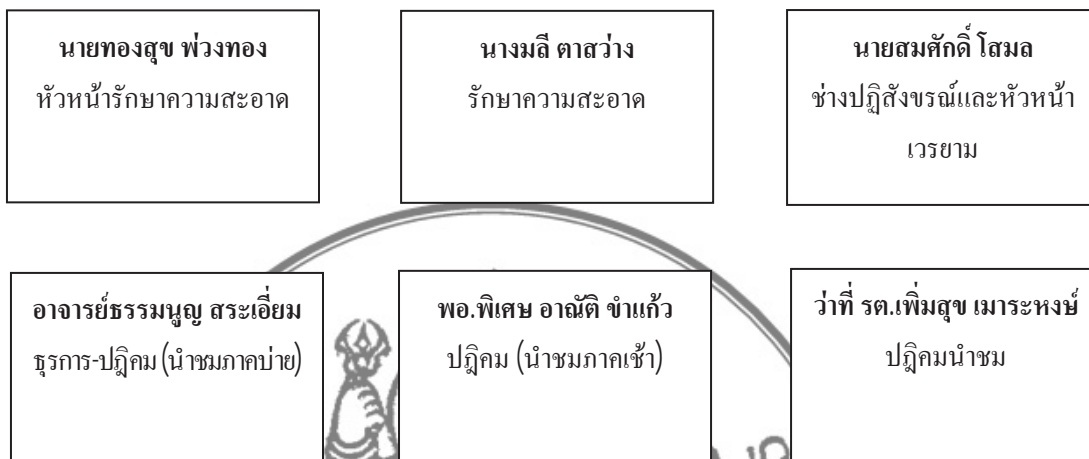 นายทองสุข พ่วงทอง
หัวหน้ารักษาความสะอาด
นางมลี ตาสว่าง
รักษาความสะอาด
นายสมศักดิ์ โสมล
ช่างปฏิสังขรณ์และหัวหน้า
เวรยาม
อาจารย์ธรรมนูญ สระเอี่ยม
ธุรการ-ปฎิคม (นำชมภาคบ่าย)
พอ.พิเศษ อาณัติ ขำแก้ว
ปฎิคม (นำชมภาคเช้า)
ว่าที่ รต.เพิ่มสุข เมาระหงษ์
ปฎิคมนำชม